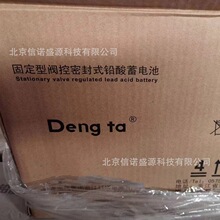 北京信诺盛源科技有限公司
固定型阀控密封式铅酸蓄电池
Stationary valve regulated lead acid battery
Deng ta
北京信诺盛源科技有限公司